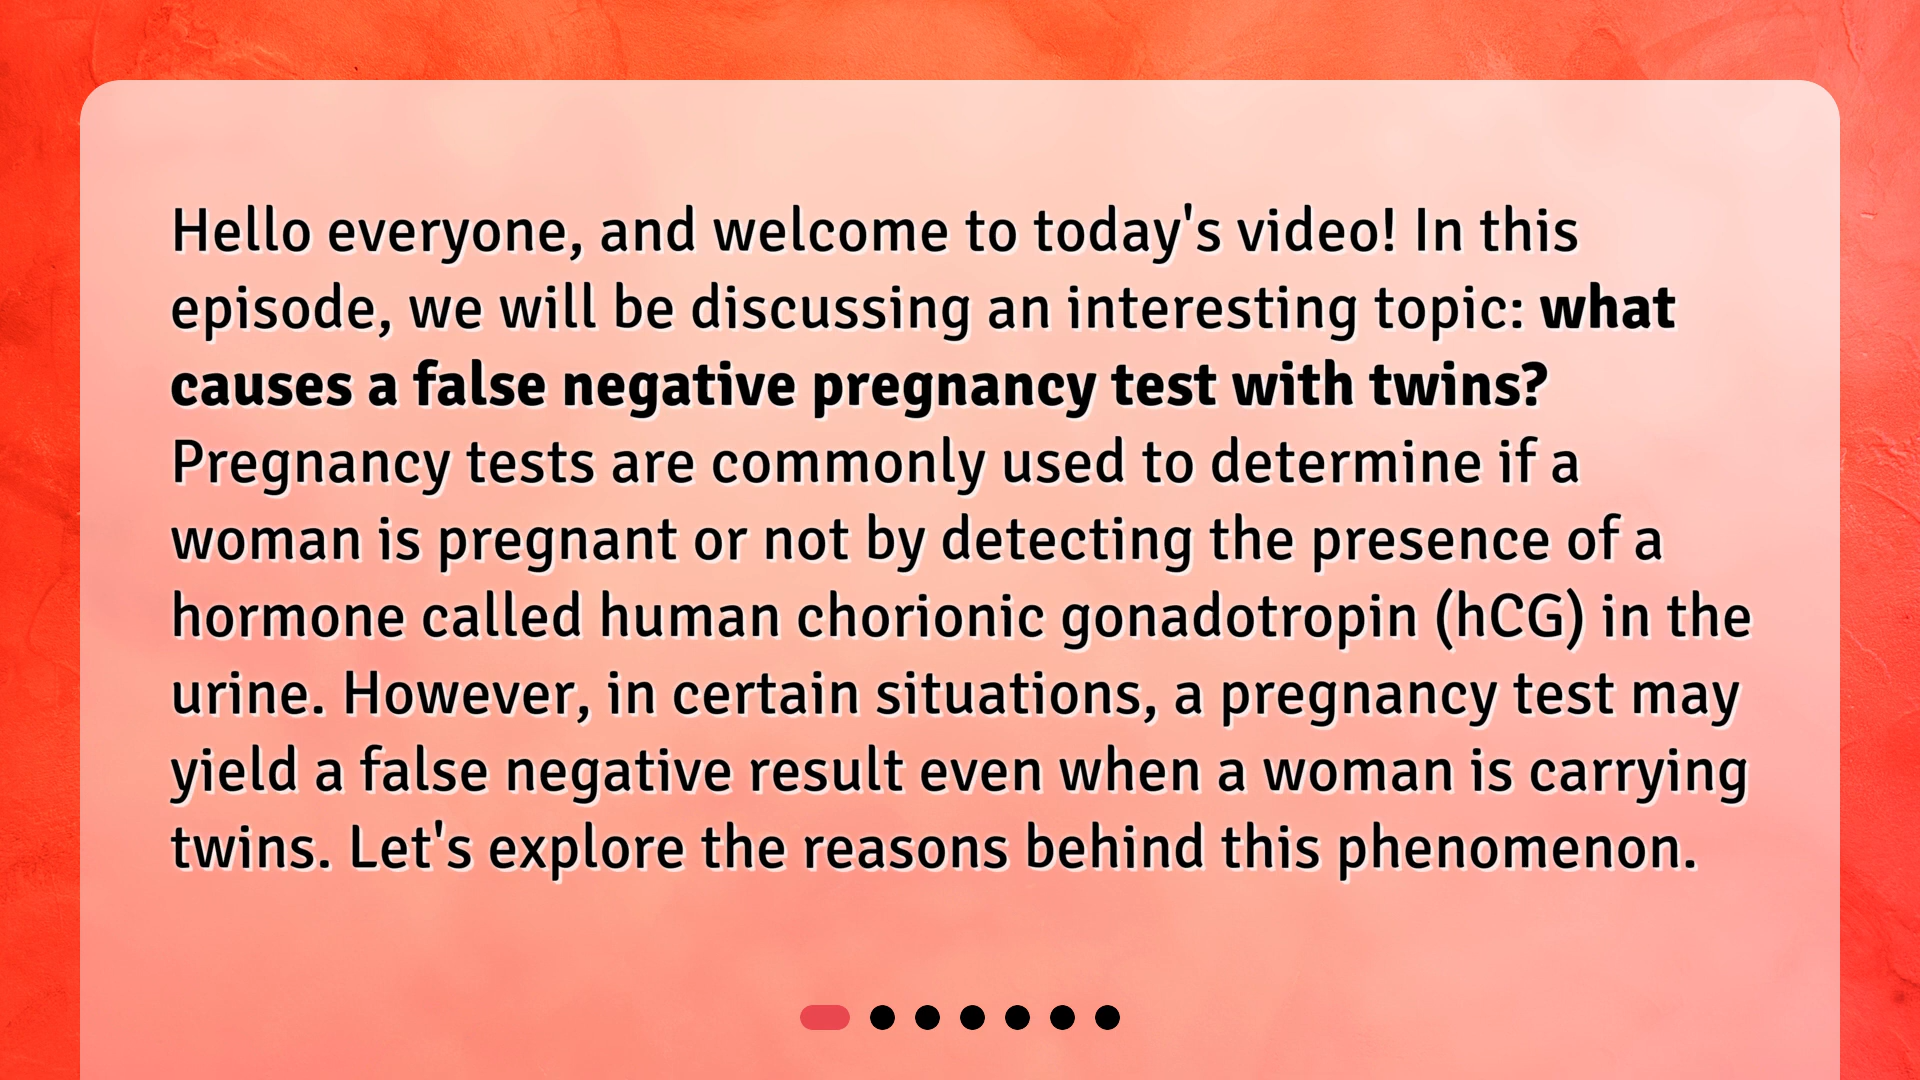 Hello everyone, and welcome to today's video! In this
episode, we will be discussing an interesting topic: what
causes a false negative pregnancy test with twins?
Pregnancy tests are commonly used to determine if a
woman is pregnant or not by detecting the presence of a
hormone called human chorionic gonadotropin (hCG) in the
urine. However, in certain situations, a pregnancy test may
yield a false negative result even when a woman is carrying
twins. Let's explore the reasons behind this phenomenon.